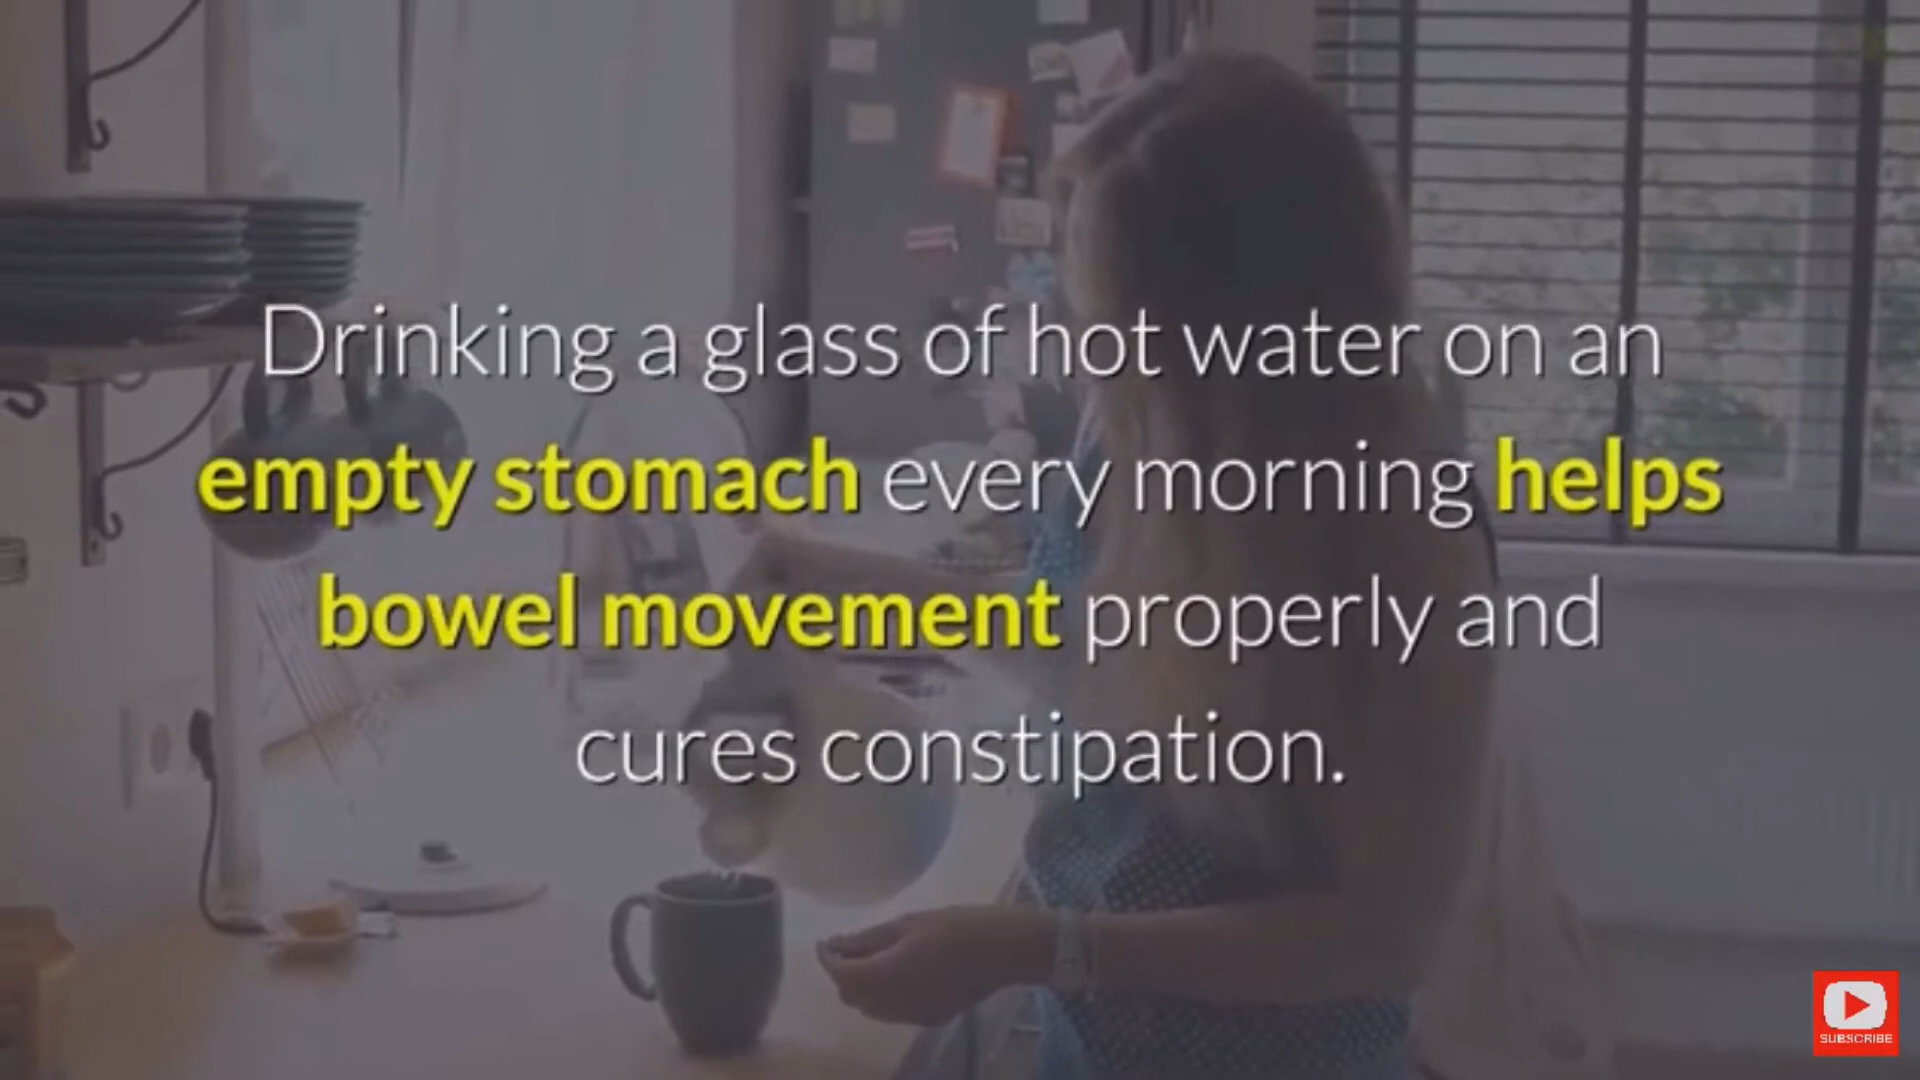 Drinking a glass of hot water on an
empty stomach every morning helps
bowel movement properly and
cures constipation.
SUBSCRIBE